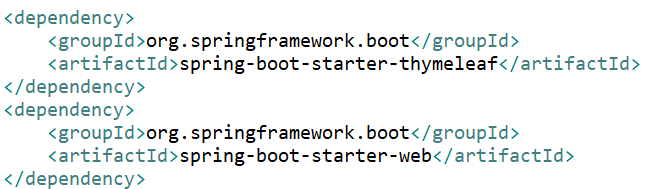 <dependency>
    <groupId>org.springframework.boot</groupId>
    <artifactId>spring-boot-starter-thymeleaf</artifactId>
</dependency>
<dependency>
    <groupId>org.springframework.boot</groupId>
    <artifactId>spring-boot-starter-web</artifactId>
</dependency>